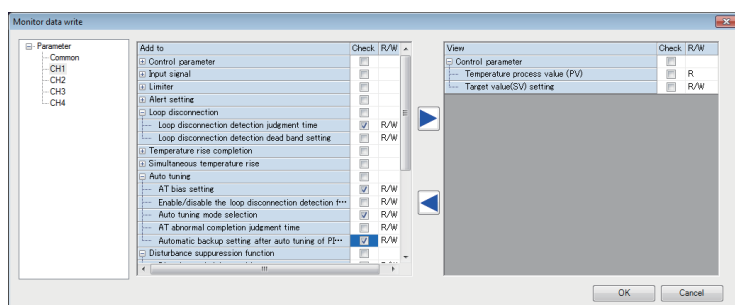 Monitor data write
Parameter
Common
CH1
CH2
CH3
CH4
Add to Check R/W
Control parameter
Input signal
Limiter
Alert setting
Loop disconnection
Loop disconnection detection judgment time R/W
Loop disconnection detection dead band setting R/W
Temperature rise completion
Simultaneous temperature rise
Auto tuning
AT bias setting R/W
Enable/disable the loop disconnection detection f··· R/W
Auto tuning mode selection R/W
AT abnormal completion judgment time R/W
Automatic backup setting after auto tuning of PI··· R/W
Disturbance suppuression function
View Check R/W
Control parameter
Temperature process value (PV) R
Target value(SV) setting R/W
OK Cancel